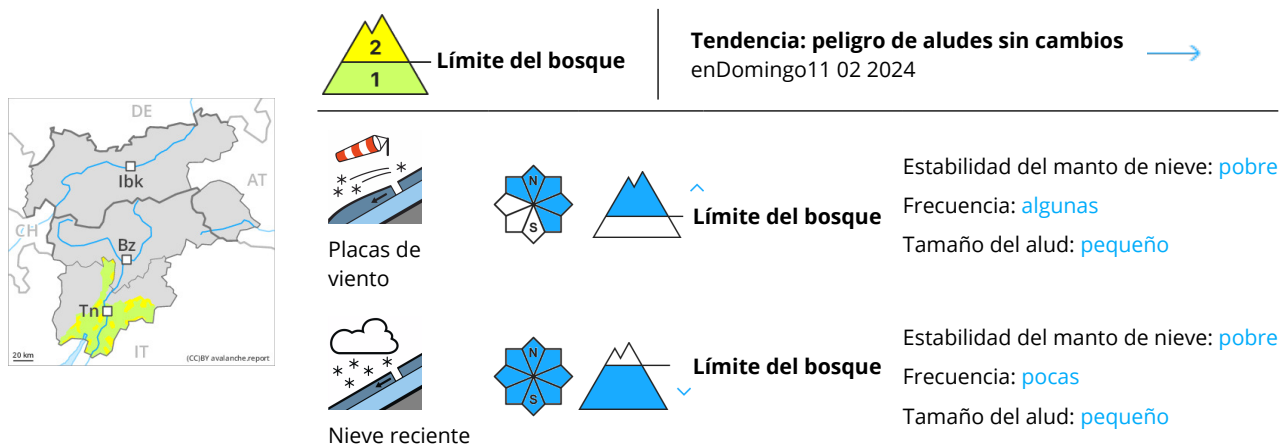 DE
Ibk
AT
CH
Bz
Tn
IT
20 km
(CC)BY avalanche.report
2
1
Límite del bosque
Tendencia: peligro de aludes sin cambios
enDomingo11 02 2024
N
S
Límite del bosque
Placas de
viento
Estabilidad del manto de nieve: pobre
Frecuencia: algunas
Tamaño del alud: pequeño
N
S
Límite del bosque
Nieve reciente
Estabilidad del manto de nieve: pobre
Frecuencia: pocas
Tamaño del alud: pequeño